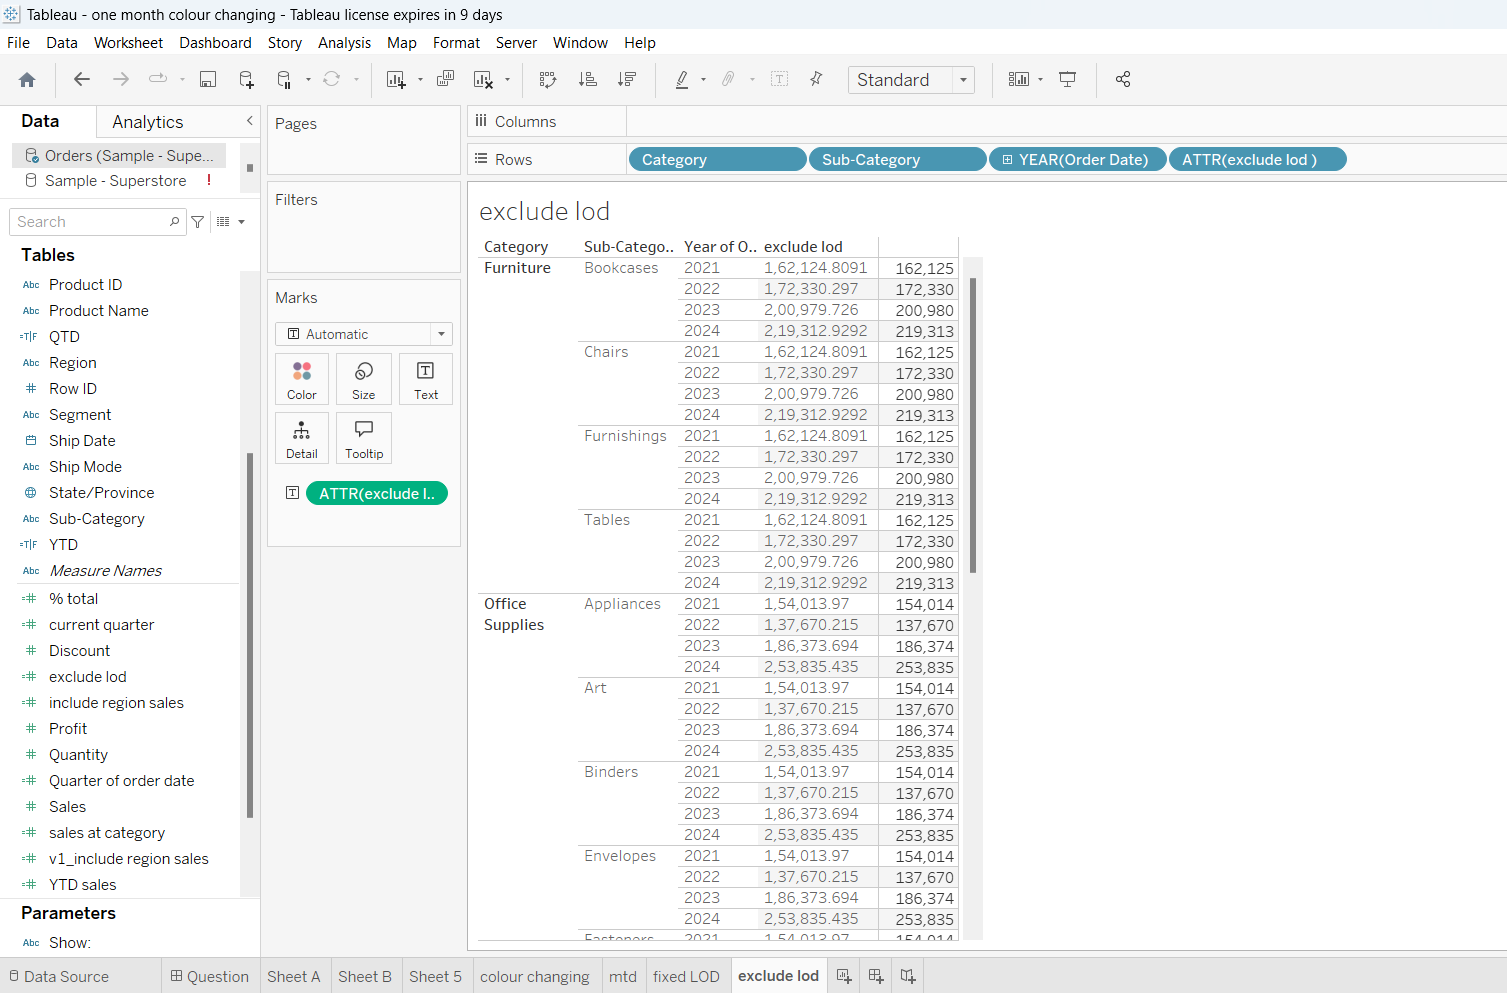 Tableau - one month colour changing - Tableau license expires in 9 days
File Data Worksheet Dashboard Story Analysis Map Format Server Window Help
Standard
Data Analytics
Orders (Sample - Supe...
Sample - Superstore !
Search
Tables
Abc Product ID
Abc Product Name
=T|F QTD
Abc Region
# Row ID
Abc Segment
Ship Date
Abc Ship Mode
State/Province
Abc Sub-Category
=T|F YTD
Abc Measure Names
=# % total
=# current quarter
# Discount
=# exclude lod
=# include region sales
# Profit
# Quantity
=# Quarter of order date
# Sales
=# sales at category
=# v1_include region sales
=# YTD sales
Parameters
Abc Show:
Pages
Filters
Marks
T Automatic
Color Size Text
Detail Tooltip
T ATTR(exclude l..
Columns
Rows Category Sub-Category YEAR(Order Date) ATTR(exclude lod )
exclude lod
Category Sub-Catego.. Year of O.. exclude lod
Furniture Bookcases 2021 1,62,124.8091 162,125
2022 1,72,330.297 172,330
2023 2,00,979.726 200,980
2024 2,19,312.9292 219,313
Chairs 2021 1,62,124.8091 162,125
2022 1,72,330.297 172,330
2023 2,00,979.726 200,980
2024 2,19,312.9292 219,313
Furnishings 2021 1,62,124.8091 162,125
2022 1,72,330.297 172,330
2023 2,00,979.726 200,980
2024 2,19,312.9292 219,313
Tables 2021 1,62,124.8091 162,125
2022 1,72,330.297 172,330
2023 2,00,979.726 200,980
2024 2,19,312.9292 219,313
Office Appliances 2021 1,54,013.97 154,014
Supplies 2022 1,37,670.215 137,670
2023 1,86,373.694 186,374
2024 2,53,835.435 253,835
Art 2021 1,54,013.97 154,014
2022 1,37,670.215 137,670
2023 1,86,373.694 186,374
2024 2,53,835.435 253,835
Binders 2021 1,54,013.97 154,014
2022 1,37,670.215 137,670
2023 1,86,373.694 186,374
2024 2,53,835.435 253,835
Envelopes 2021 1,54,013.97 154,014
2022 1,37,670.215 137,670
2023 1,86,373.694 186,374
2024 2,53,835.435 253,835
Fasteners 2021 1,54,013.97 154,014
Data Source Question Sheet A Sheet B Sheet 5 colour changing mtd fixed LOD exclude lod